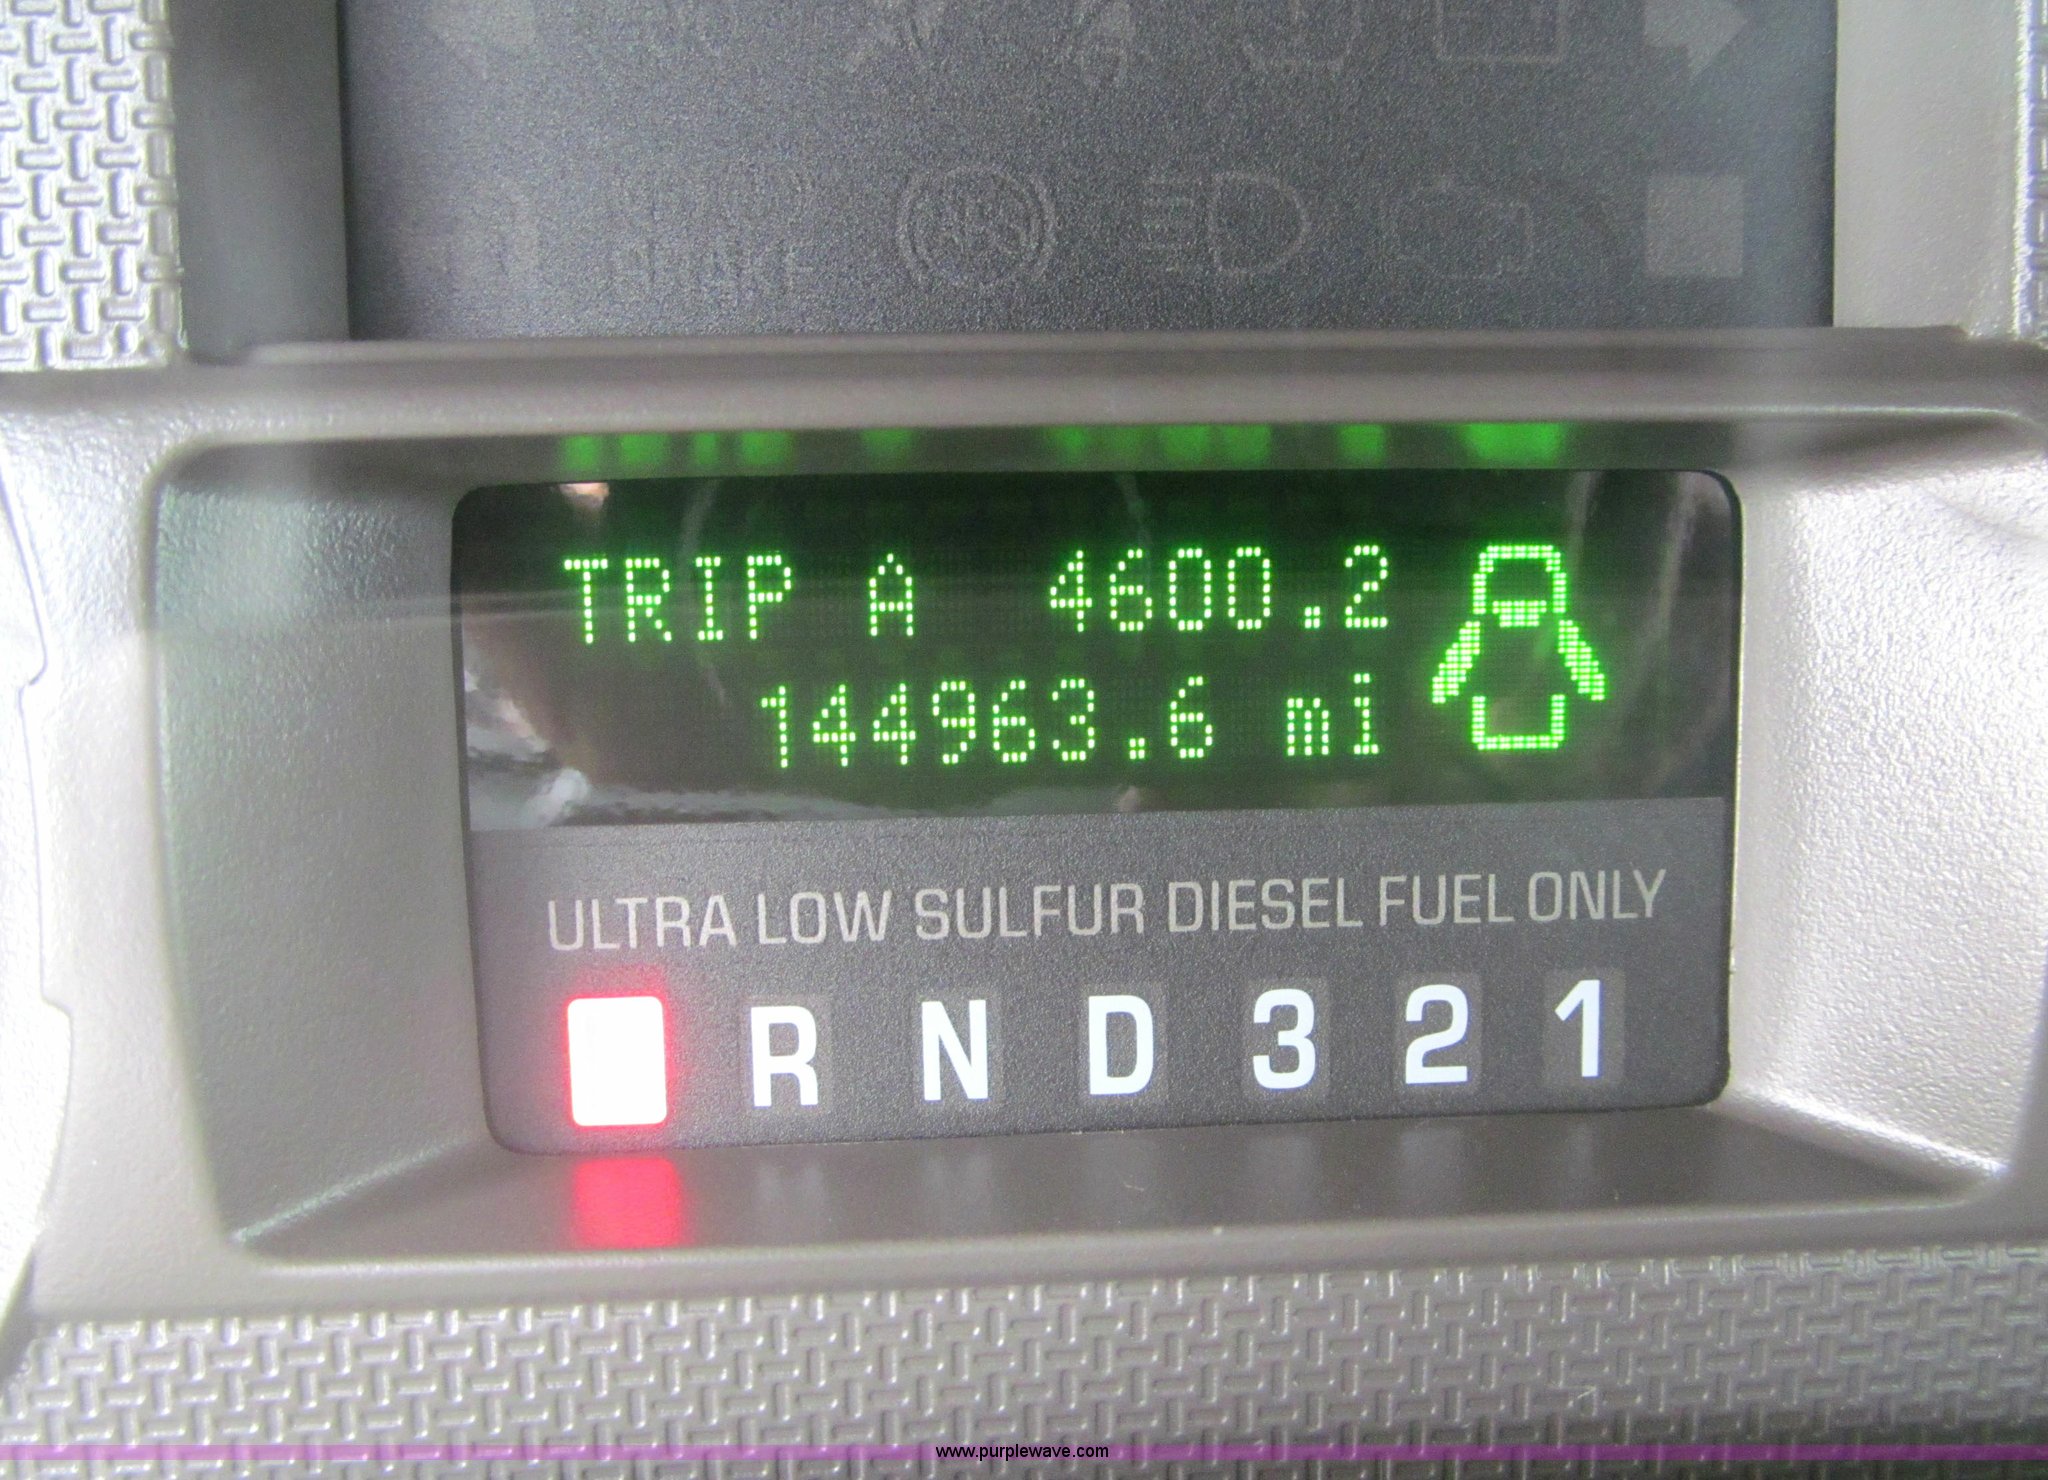 TRIP A 4600.2
144963.6 mi
ULTRA LOW SULFUR DIESEL FUEL ONLY
R N D 3 2 1
www.purplewave.com